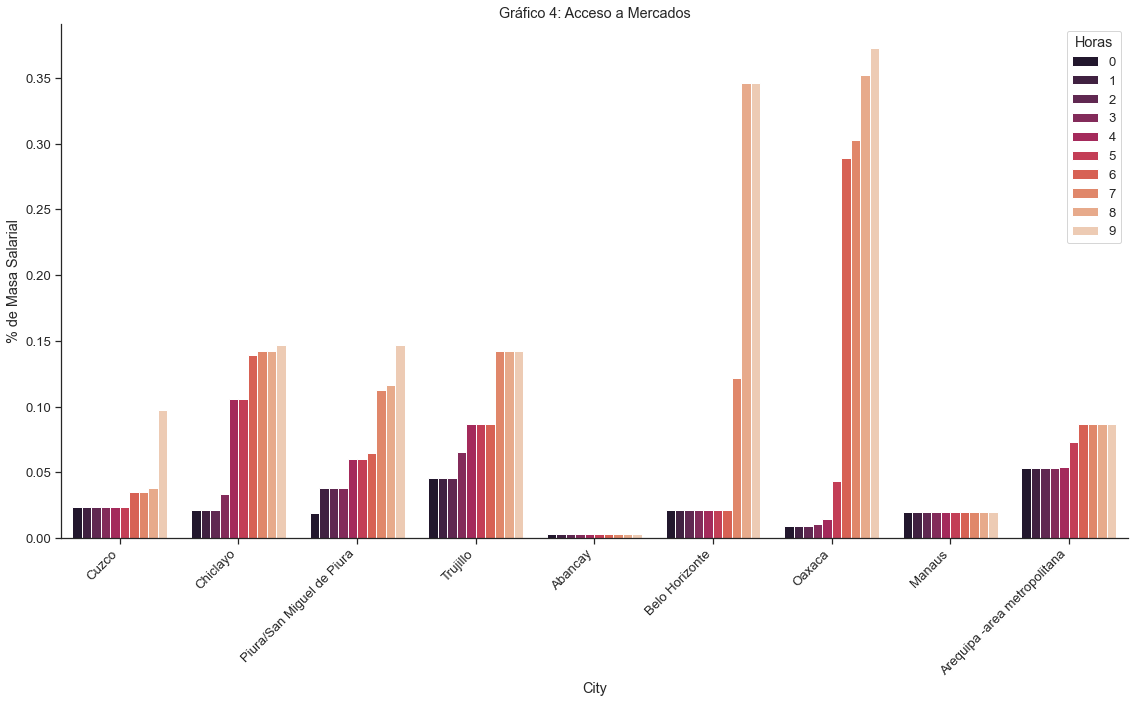 Gráfico 4: Acceso a Mercados
Horas
0
1
2
3
4
5
6
7
8
9
% de Masa Salarial
0.35
0.30
0.25
0.20
0.15
0.10
0.05
0.00
Cuzco
Chiclayo
Piura/San Miguel de Piura
Trujillo
Abancay
Belo Horizonte
Oaxaca
Manaus
Arequipa -area metropolitana
City